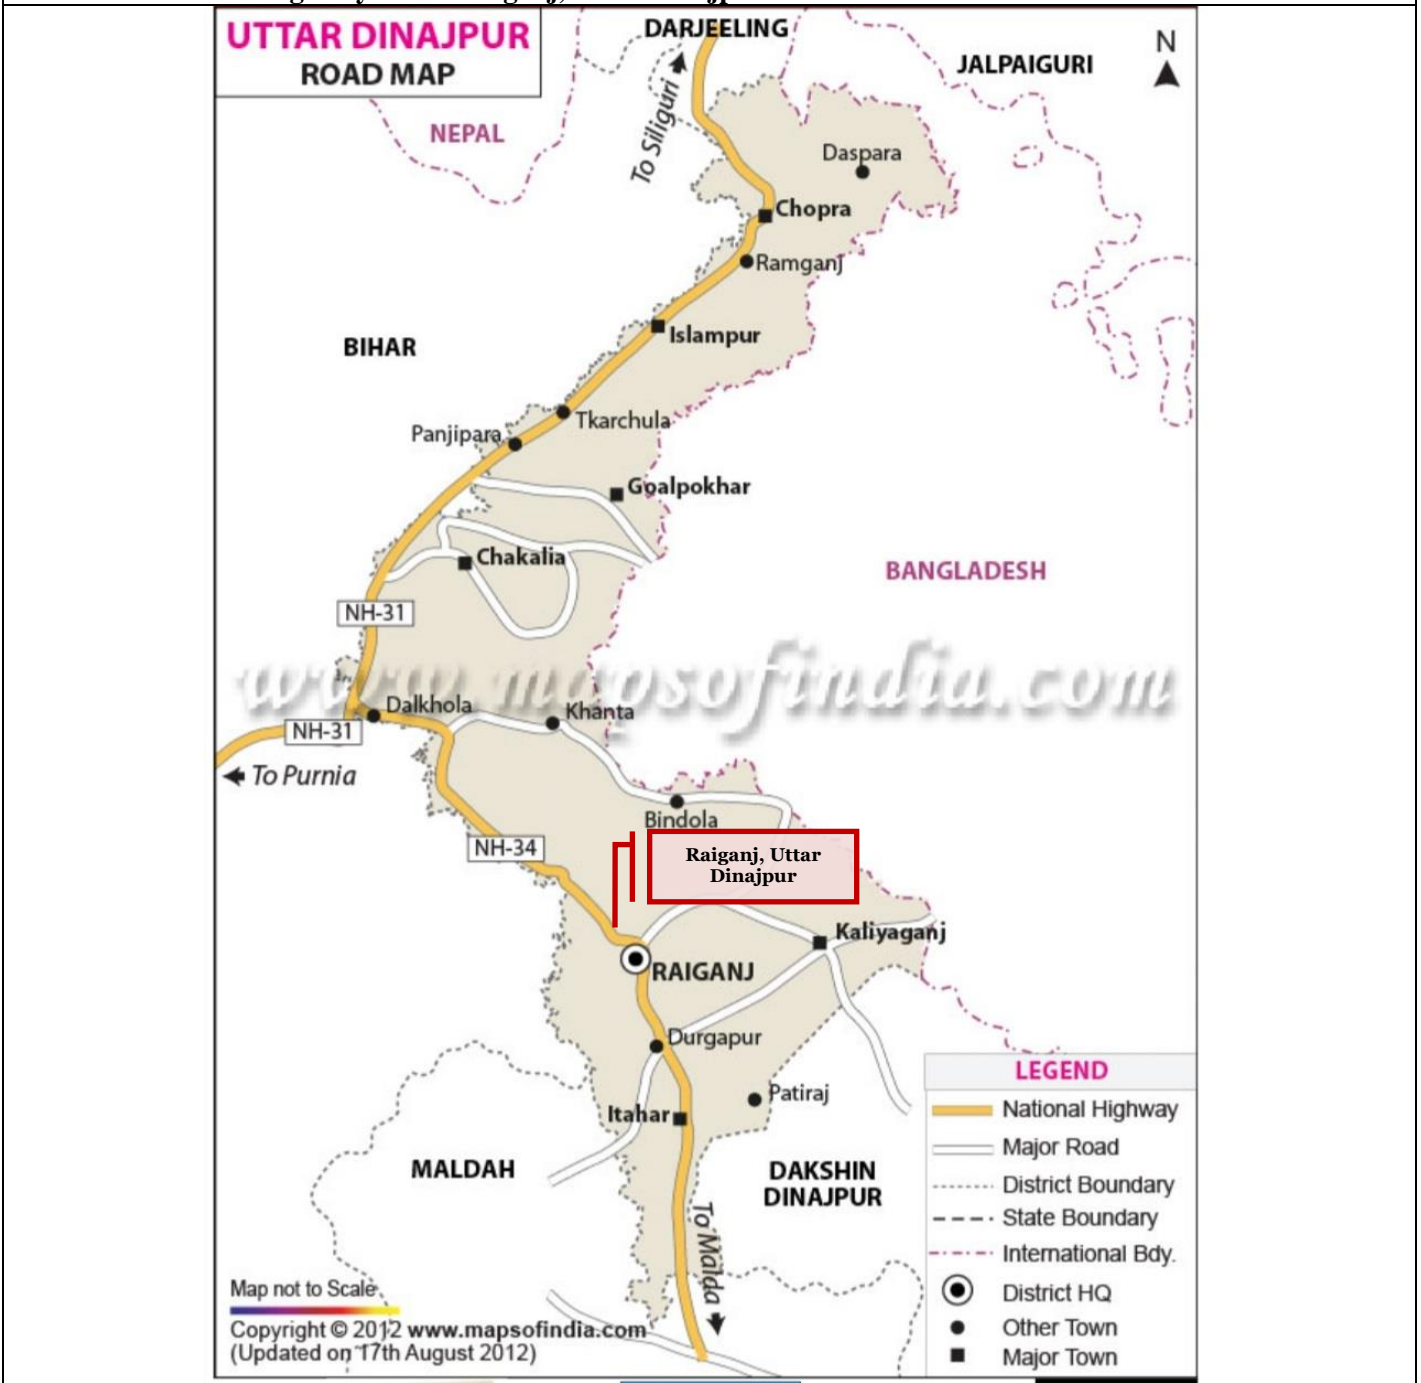 UTTAR DINAJPUR
ROAD MAP
DARJEELING
JALPAIGURI
N
NEPAL
To Siliguri
Daspara
Chopra
Ramganj
Islampur
BIHAR
Tkarchula
Panjipara
Goalpokhar
Chakalia
BANGLADESH
NH-31
www.mapsofindia.com
Dalkhola
Khanta
NH-31
To Purnia
Bindola
NH-34
Raiganj, Uttar
Dinajpur
Kaliyaganj
RAIGANJ
Durgapur
Patiraj
Itahar
MALDAH
DAKSHIN
DINAJPUR
To Malda
LEGEND
National Highway
Major Road
District Boundary
State Boundary
International Bdy.
District HQ
Other Town
Major Town
Map not to Scale
Copyright © 2012 www.mapsofindia.com
(Updated on 17th August 2012)